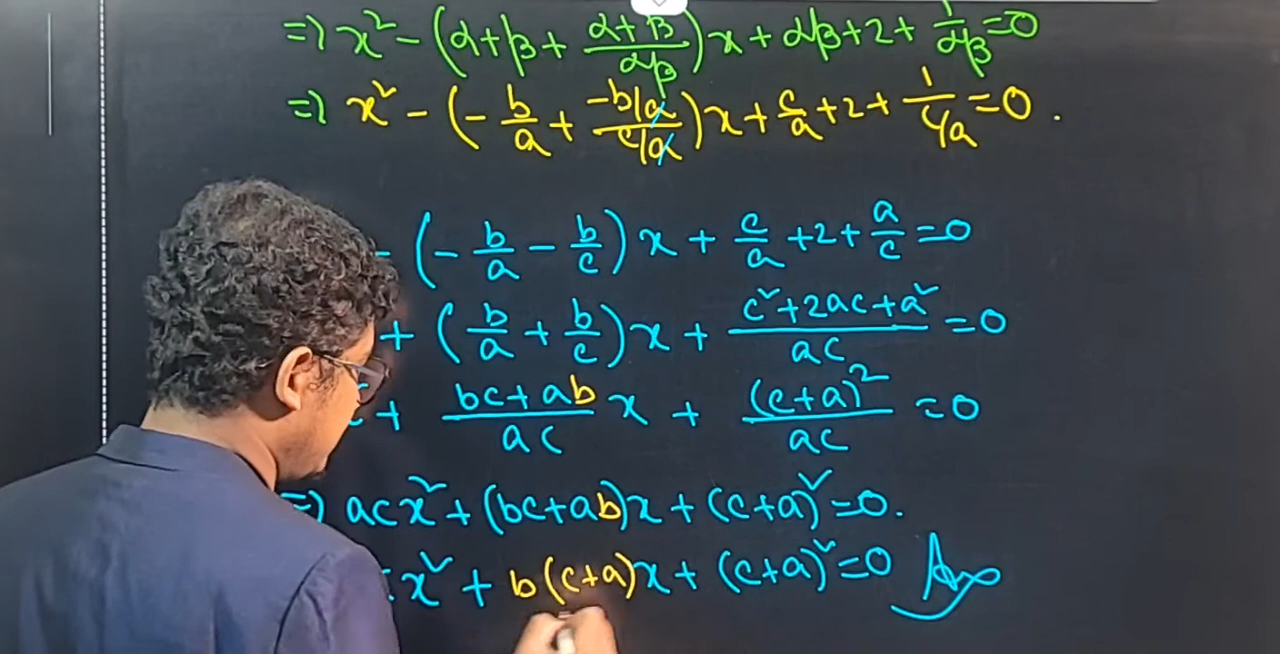 ⇒ x² − (α+β + (α+β)/(αβ))x + αβ+2+ 1/(αβ) =0
⇒ x² − (− b/a + (−b/a)/(c/a))x + c/a +2+ 1/(c/a) =0.
− (− b/a − b/c)x + c/a +2+ a/c =0
+ (b/a + b/c)x + (c²+2ac+a²)/(ac) =0
+ (bc+ab)/(ac) x + (c+a)²/(ac) =0
⇒ acx²+(bc+ab)x+(c+a)²=0.
x² + b(c+a)x+ (c+a)²=0 Ans